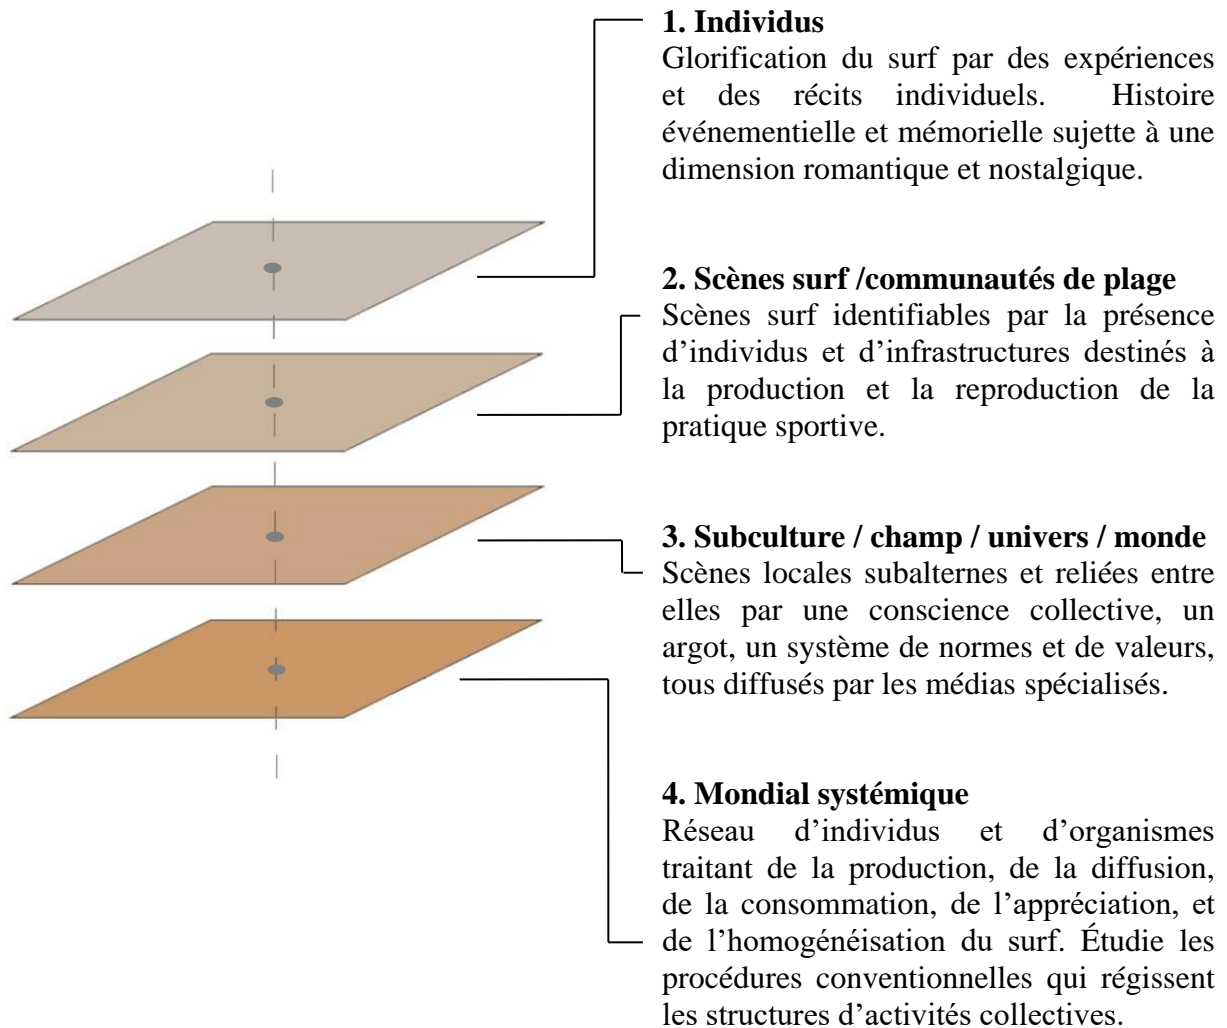 1. Individus
Glorification du surf par des expériences
et des récits individuels. Histoire
événementielle et mémorielle sujette à une
dimension romantique et nostalgique.
2. Scènes surf /communautés de plage
Scènes surf identifiables par la présence
d’individus et d’infrastructures destinés à
la production et la reproduction de la
pratique sportive.
3. Subculture / champ / univers / monde
Scènes locales subalternes et reliées entre
elles par une conscience collective, un
argot, un système de normes et de valeurs,
tous diffusés par les médias spécialisés.
4. Mondial systémique
Réseau d’individus et d’organismes
traitant de la production, de la diffusion,
de la consommation, de l’appréciation, et
de l’homogénéisation du surf. Étudie les
procédures conventionnelles qui régissent
les structures d’activités collectives.